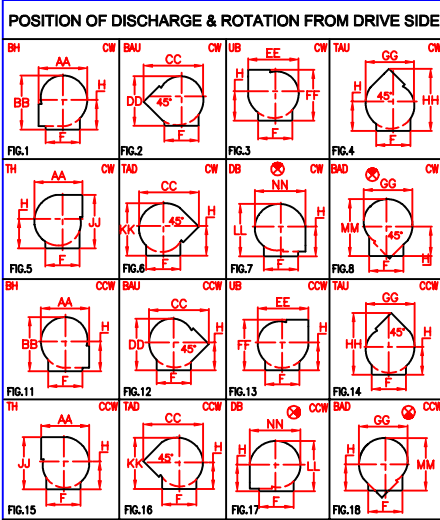 POSITION OF DISCHARGE & ROTATION FROM DRIVE SIDE
BH CW BAU CW UB CW TAU CW
AA CC EE GG
BB H DD 45° H FF H HH 45°
F F F F
FIG.1 FIG.2 FIG.3 FIG.4
TH CW TAD CW DB CW BAD CW
AA CC NN GG
H JJ KK 45° H LL H MM 45° H
F F F F
FIG.5 FIG.6 FIG.7 FIG.8
BH CCW BAU CCW UB CCW TAU CCW
AA CC EE GG
BB H DD 45° H FF H HH 45° H
F F F F
FIG.11 FIG.12 FIG.13 FIG.14
TH CCW TAD CCW DB CCW BAD CCW
AA CC NN GG
JJ H KK 45° H H LL H MM
F F F F
FIG.15 FIG.16 FIG.17 FIG.18